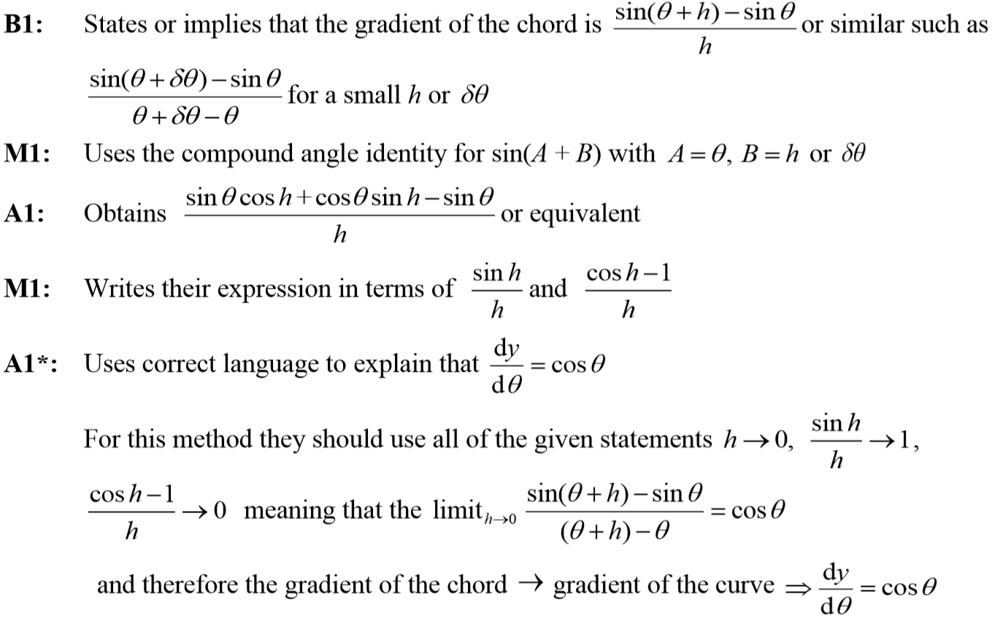 B1: States or implies that the gradient of the chord is $\frac{\sin(\theta+h)-\sin\theta}{h}$ or similar such as
$\frac{\sin(\theta+\delta\theta)-\sin\theta}{\theta+\delta\theta-\theta}$ for a small $h$ or $\delta\theta$
M1: Uses the compound angle identity for $\sin(A+B)$ with $A=\theta, B=h$ or $\delta\theta$
A1: Obtains $\frac{\sin\theta\cos h+\cos\theta\sin h-\sin\theta}{h}$ or equivalent
M1: Writes their expression in terms of $\frac{\sin h}{h}$ and $\frac{\cos h-1}{h}$
A1*: Uses correct language to explain that $\frac{dy}{d\theta}=\cos\theta$
For this method they should use all of the given statements $h\to 0$, $\frac{\sin h}{h}\to 1$,
$\frac{\cos h-1}{h}\to 0$ meaning that the $\text{limit}_{h\to 0}\frac{\sin(\theta+h)-\sin\theta}{(\theta+h)-\theta}=\cos\theta$
and therefore the gradient of the chord $\to$ gradient of the curve $\Rightarrow\frac{dy}{d\theta}=\cos\theta$